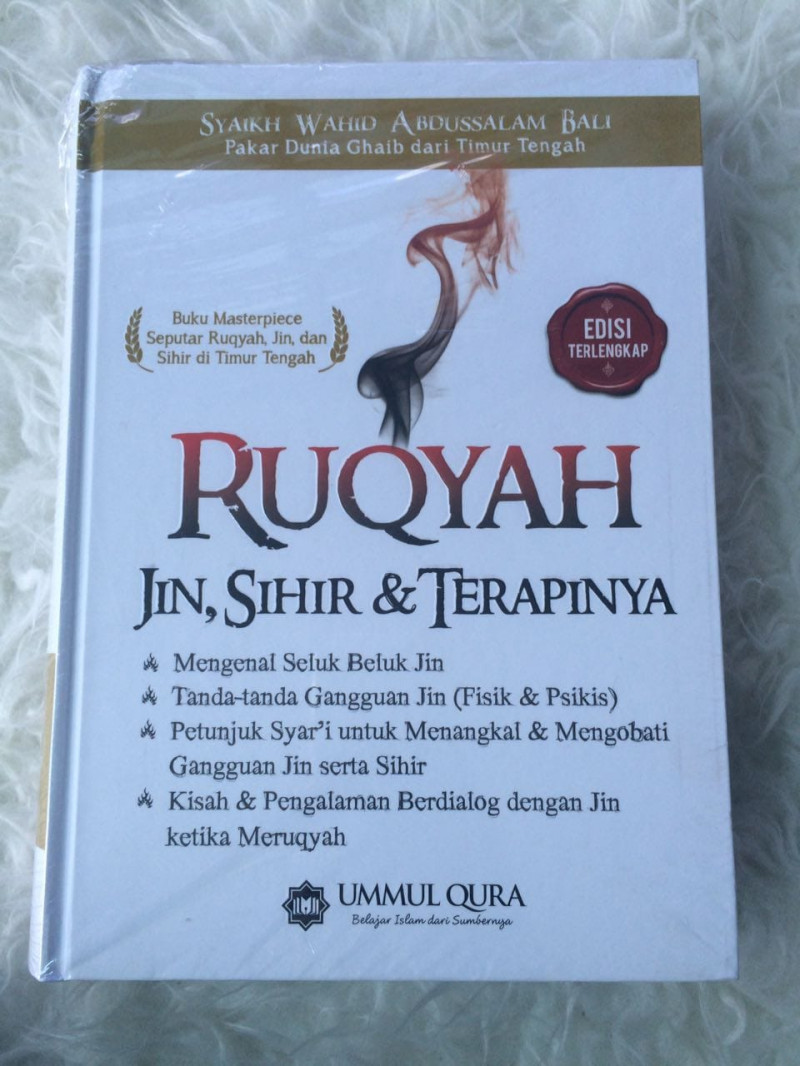 SYAIKH WAHID ABDUSSALAM BALI
Pakar Dunia Ghaib dari Timur Tengah
Buku Masterpiece
Seputar Ruqyah, Jin, dan
Sihir di Timur Tengah
EDISI
TERLENGKAP
RUQYAH
JIN, SIHIR & TERAPINYA
Mengenal Seluk Beluk Jin
Tanda-tanda Gangguan Jin (Fisik & Psikis)
Petunjuk Syar'i untuk Menangkal & Mengobati
Gangguan Jin serta Sihir
Kisah & Pengalaman Berdialog dengan Jin
ketika Meruqyah
UMMUL QURA
Belajar Islam dari Sumbernya